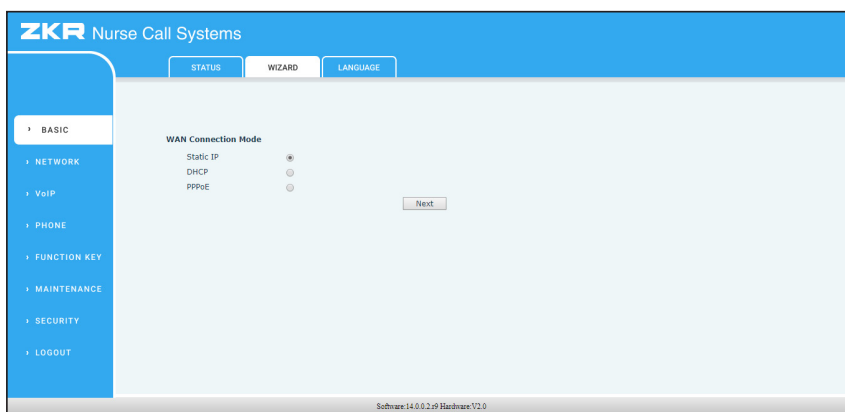 ZKR Nurse Call Systems
STATUS WIZARD LANGUAGE
› BASIC
› NETWORK
› VoIP
› PHONE
› FUNCTION KEY
› MAINTENANCE
› SECURITY
› LOGOUT
WAN Connection Mode
Static IP
DHCP
PPPoE
Next
Software:14.0.0.2.r9 Hardware:V2.0